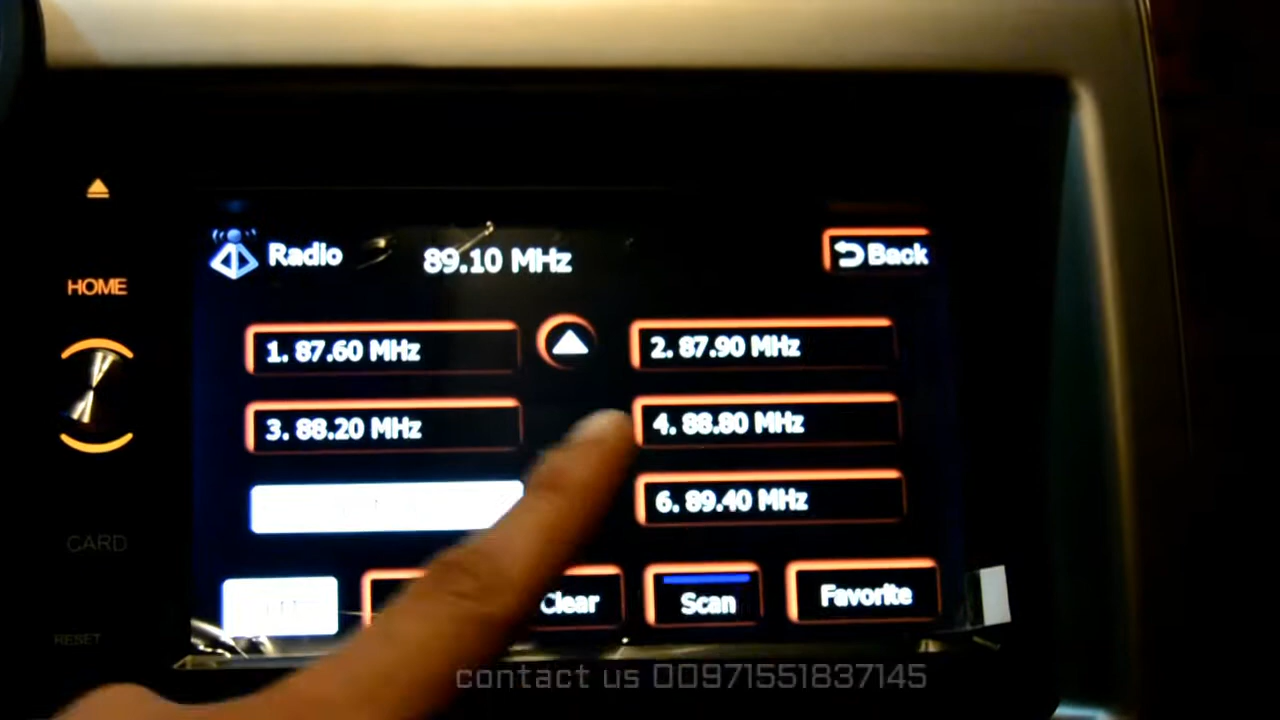 Radio
89.10 MHz
Back
HOME
1. 87.60 MHz
2. 87.90 MHz
3. 88.20 MHz
4. 88.80 MHz
6. 89.40 MHz
CARD
Clear
Scan
Favorite
RESET
contact us 00971551837145